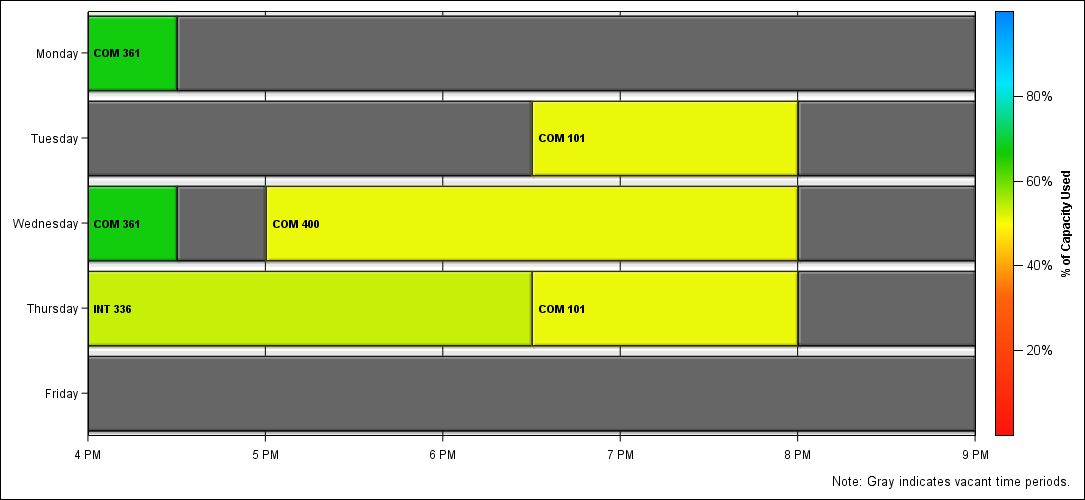 Monday COM 361
80%
Tuesday COM 101
60%
Wednesday COM 361 COM 400
% of Capacity Used
40%
Thursday INT 336 COM 101
20%
Friday
4 PM 5 PM 6 PM 7 PM 8 PM 9 PM
Note: Gray indicates vacant time periods.